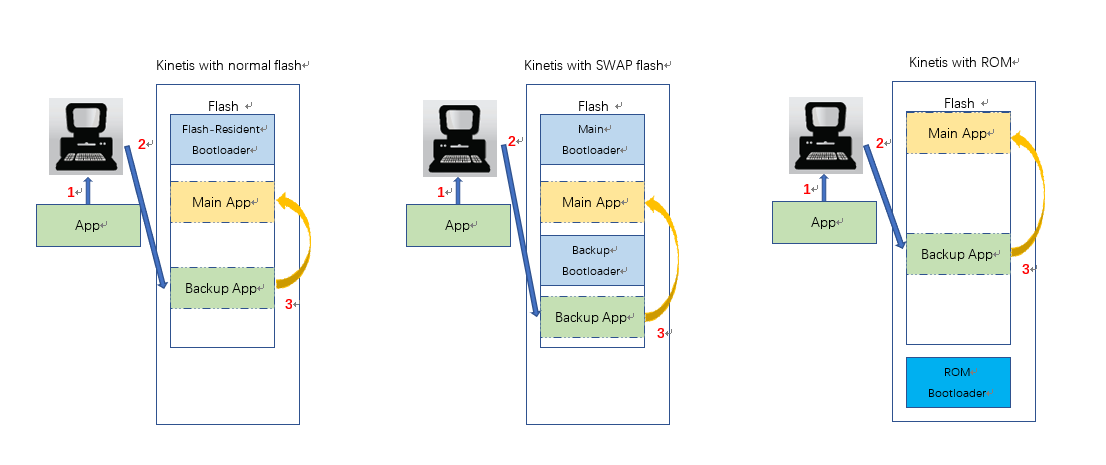 Kinetis with normal flash
Flash
Flash-Resident
Bootloader
2
Main App
1
App
Backup App
3
Kinetis with SWAP flash
Flash
Main
Bootloader
2
Main App
1
App
Backup
Bootloader
Backup App
3
Kinetis with ROM
Flash
Main App
2
1
App
Backup App
3
ROM
Bootloader